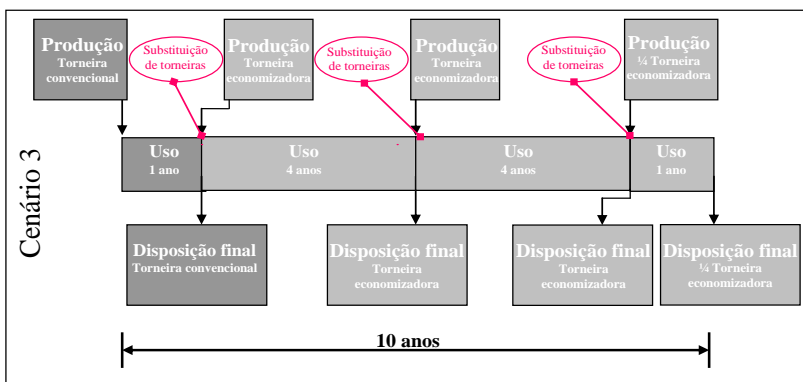 Cenário 3
Produção
Torneira
convencional
Substituição
de torneiras
Produção
Torneira
economizadora
Substituição
de torneiras
Produção
Torneira
economizadora
Substituição
de torneiras
Produção
¼ Torneira
economizadora
Uso
1 ano
Uso
4 anos
Uso
4 anos
Uso
1 ano
Disposição final
Torneira convencional
Disposição final
Torneira
economizadora
Disposição final
Torneira
economizadora
Disposição final
¼ Torneira
economizadora
10 anos